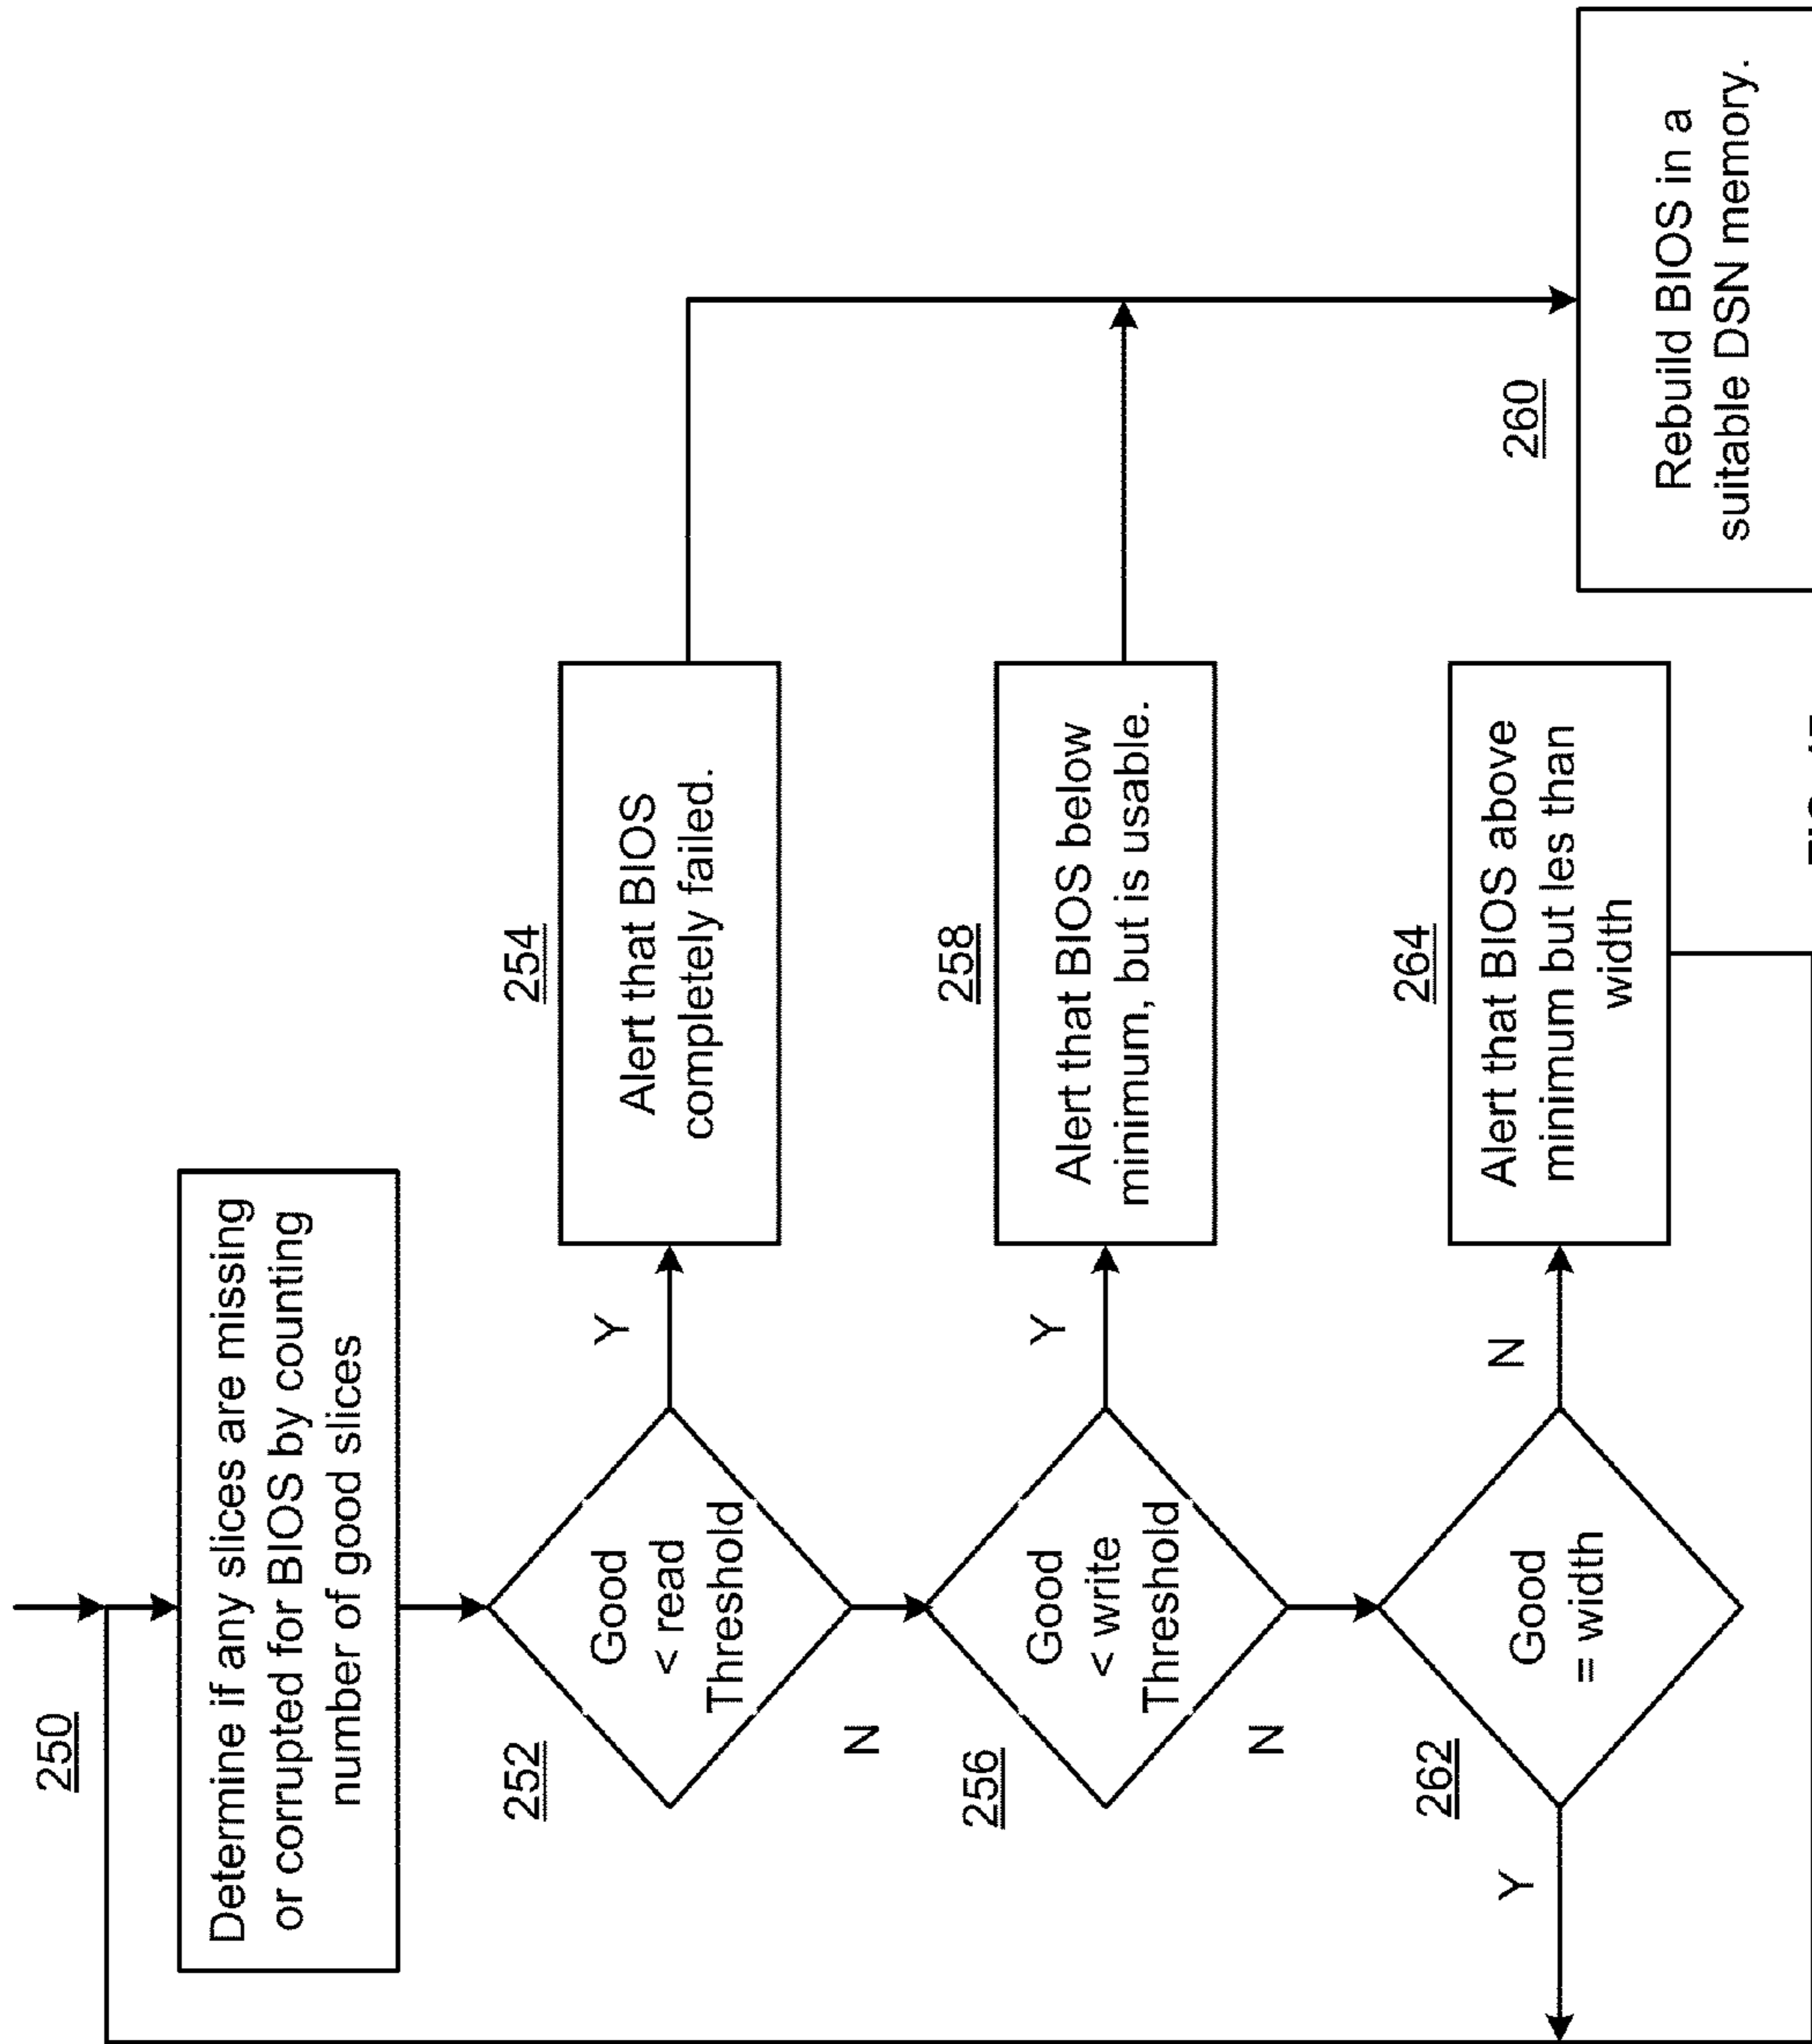 250
Determine if any slices are missing
or corrupted for BIOS by counting
number of good slices
252
Good
< read
Threshold
Y
N
254
Alert that BIOS
completely failed.
256
Good
< write
Threshold
Y
N
258
Alert that BIOS below
minimum, but is usable.
262
Good
= width
Y
N
264
Alert that BIOS above
minimum but les than
width
260
Rebuild BIOS in a
suitable DSN memory.